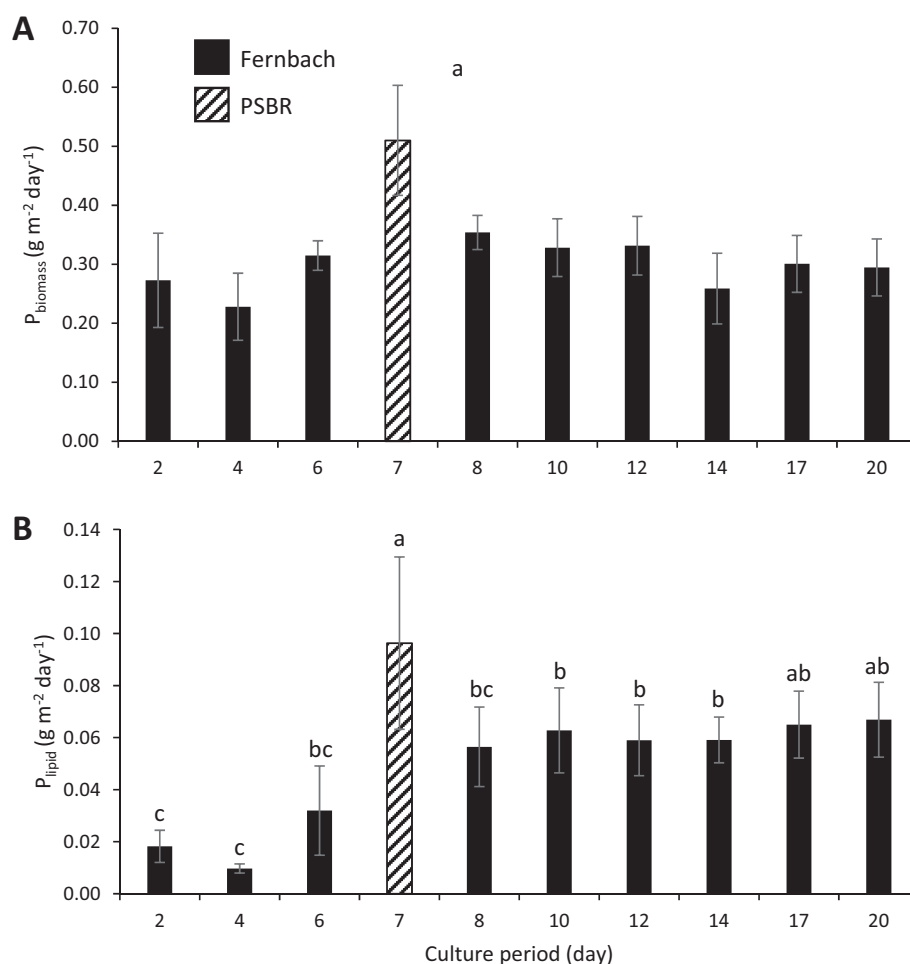 A
Fernbach
PSBR
a
P_biomass (g m⁻² day⁻¹)
0.70
0.60
0.50
0.40
0.30
0.20
0.10
0.00
2 4 6 7 8 10 12 14 17 20
B
P_lipid (g m⁻² day⁻¹)
0.14
0.12
0.10
0.08
0.06
0.04
0.02
0.00
c c bc a bc b b b ab ab
2 4 6 7 8 10 12 14 17 20
Culture period (day)